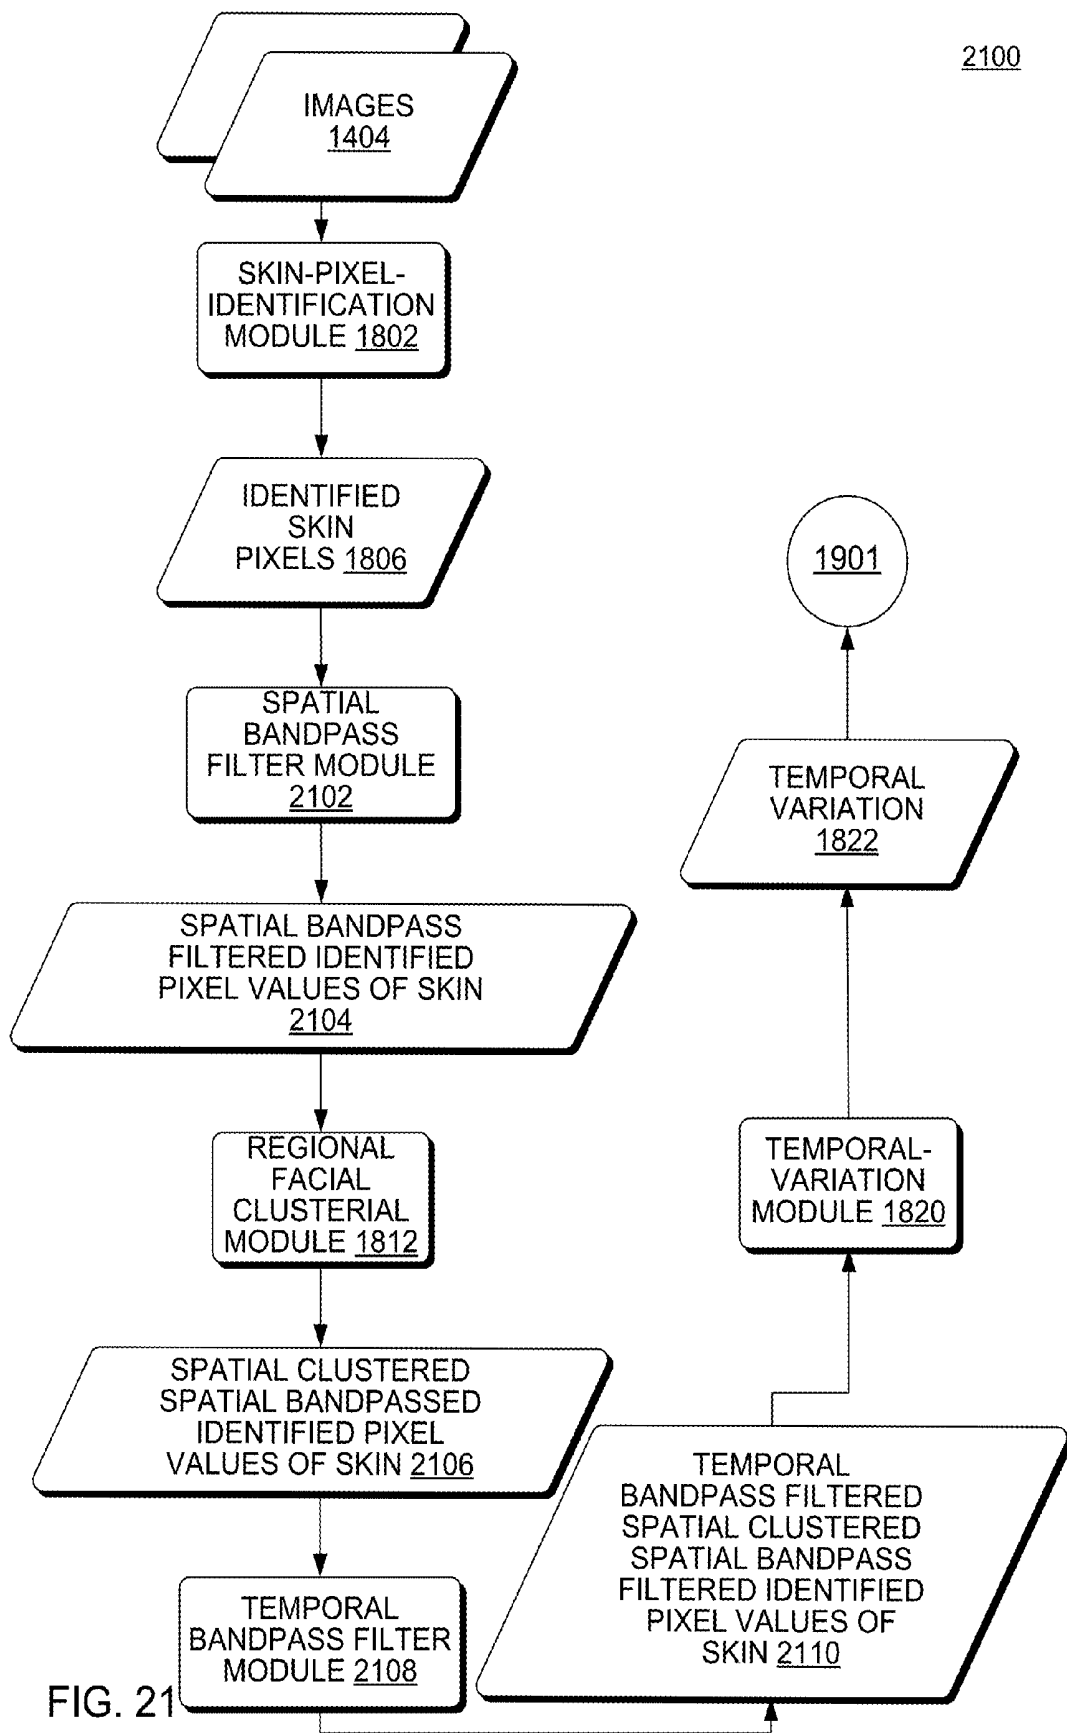 2100
IMAGES
1404
SKIN-PIXEL-
IDENTIFICATION
MODULE 1802
IDENTIFIED
SKIN
PIXELS 1806
SPATIAL
BANDPASS
FILTER MODULE
2102
SPATIAL BANDPASS
FILTERED IDENTIFIED
PIXEL VALUES OF SKIN
2104
REGIONAL
FACIAL
CLUSTERIAL
MODULE 1812
SPATIAL CLUSTERED
SPATIAL BANDPASSED
IDENTIFIED PIXEL
VALUES OF SKIN 2106
TEMPORAL
BANDPASS FILTER
MODULE 2108
TEMPORAL
BANDPASS FILTERED
SPATIAL CLUSTERED
SPATIAL BANDPASS
FILTERED IDENTIFIED
PIXEL VALUES OF
SKIN 2110
TEMPORAL-
VARIATION
MODULE 1820
TEMPORAL
VARIATION
1822
1901
FIG. 21